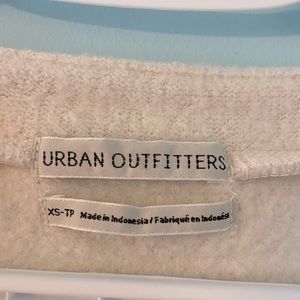 URBAN OUTFITTERS
XS-TP Made in Indonesia / Fabriqué en Indonésie